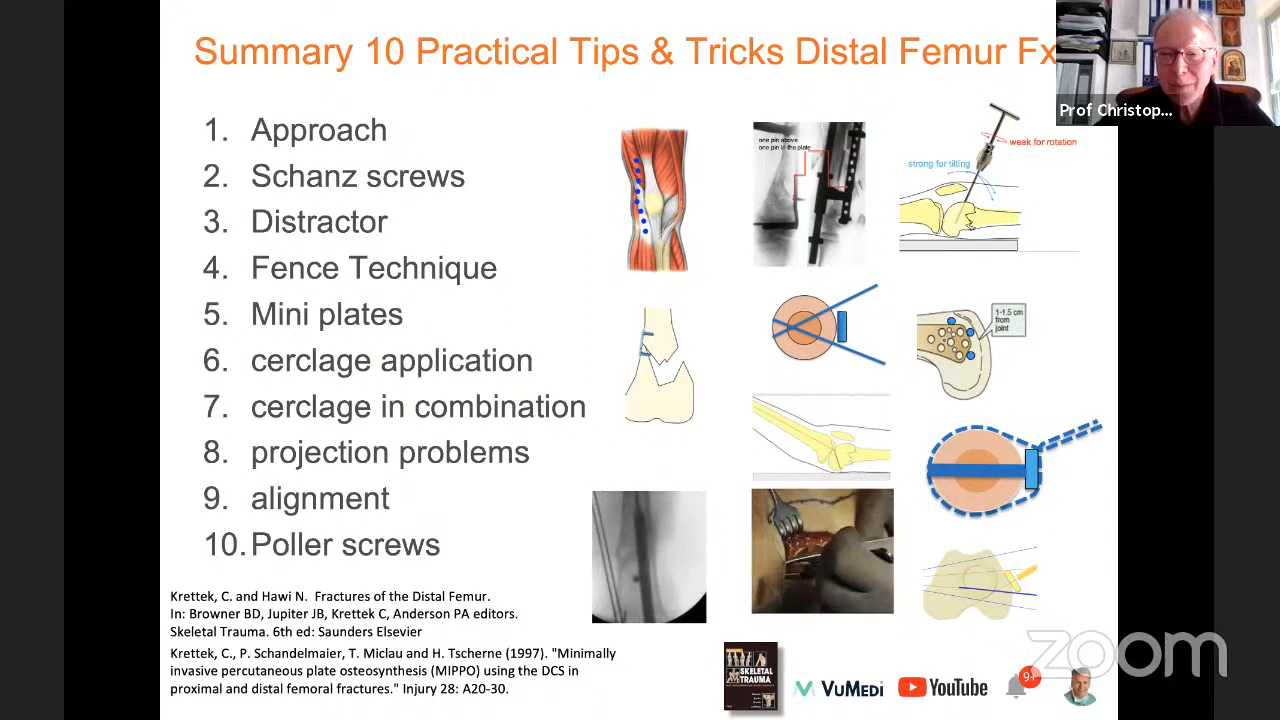 Summary 10 Practical Tips & Tricks Distal Femur Fx
Prof Christop...
1. Approach
2. Schanz screws
3. Distractor
4. Fence Technique
5. Mini plates
6. cerclage application
7. cerclage in combination
8. projection problems
9. alignment
10. Poller screws
one pin above
one pin in the plate
weak for rotation
strong for tilting
1-1.5 cm
from
joint
Krettek, C. and Hawi N. Fractures of the Distal Femur.
In: Browner BD, Jupiter JB, Krettek C, Anderson PA editors.
Skeletal Trauma. 6th ed: Saunders Elsevier
Krettek, C., P. Schandelmaier, T. Miclau and H. Tscherne (1997). "Minimally
invasive percutaneous plate osteosynthesis (MIPPO) using the DCS in
proximal and distal femoral fractures." Injury 28: A20-30.
SKELETAL
TRAUMA
VUMEDI
YouTube
9+
zoom